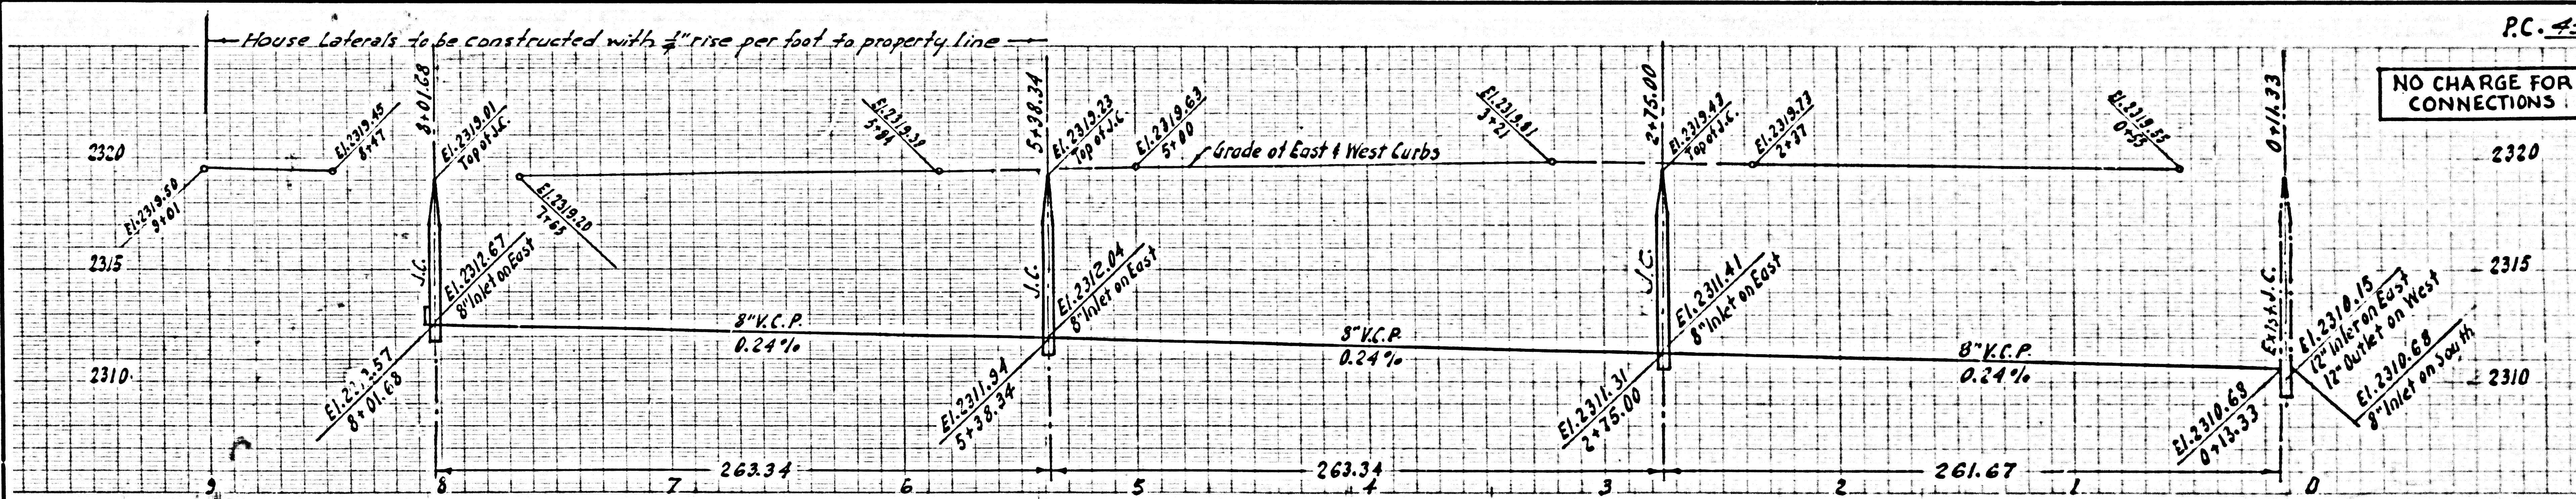 P.C.
House Laterals to be constructed with ¼" rise per foot to property line
NO CHARGE FOR
CONNECTIONS
2320
El.2319.50
9+01
El.2319.45
8+47
8+01.68
El.2319.01
Top of J.C.
El.2319.20
7+65
El.2319.39
5+84
5+38.34
El.2319.23
Top of J.C.
El.2319.63
5+00
Grade of East & West Curbs
El.2319.81
3+21
2+75.00
El.2319.43
Top of J.C.
El.2319.73
2+37
El.2319.55
0+55
0+11.33
2320
2315
J.C.
El.2312.67
8" Inlet on East
J.C.
El.2312.04
8" Inlet on East
J.C.
El.2311.41
8" Inlet on East
Exist. J.C.
El.2310.15
12" Inlet on East
12" Outlet on West
El.2310.68
8" Inlet on South
2315
8" V.C.P.
0.24%
8" V.C.P.
0.24%
8" V.C.P.
0.24%
2310
8+01.68
El.2311.94
5+38.34
El.2311.31
2+75.00
El.2310.68
0+13.33
2310
263.34
263.34
261.67
9 8 7 6 5 4 3 2 1 0